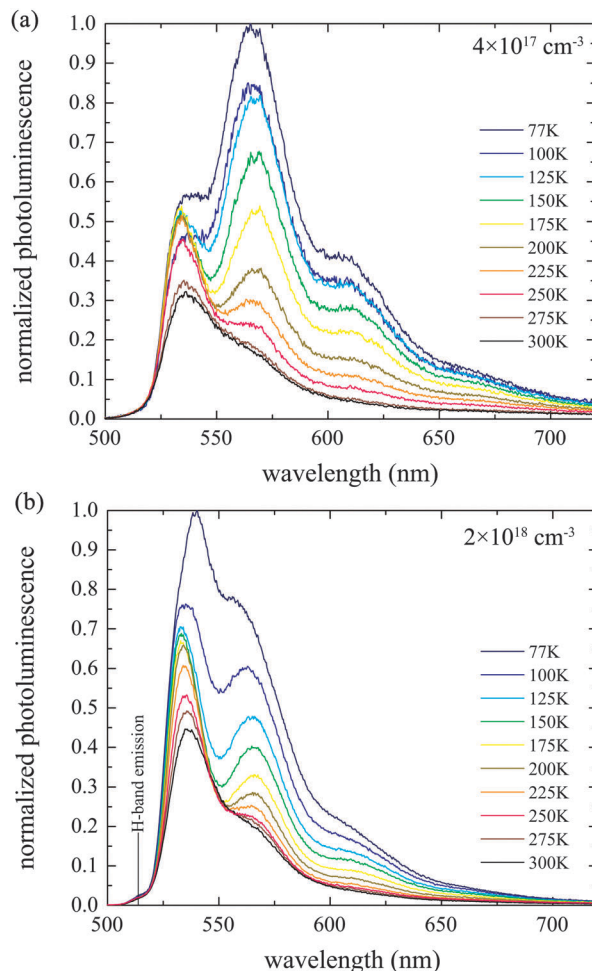 (a)
4×10¹⁷ cm⁻³
normalized photoluminescence
1.0
0.9
0.8
0.7
0.6
0.5
0.4
0.3
0.2
0.1
0.0
77K
100K
125K
150K
175K
200K
225K
250K
275K
300K
500 550 600 650 700
wavelength (nm)
(b)
2×10¹⁸ cm⁻³
normalized photoluminescence
1.0
0.9
0.8
0.7
0.6
0.5
0.4
0.3
0.2
0.1
0.0
H-band emission
77K
100K
125K
150K
175K
200K
225K
250K
275K
300K
500 550 600 650 700
wavelength (nm)